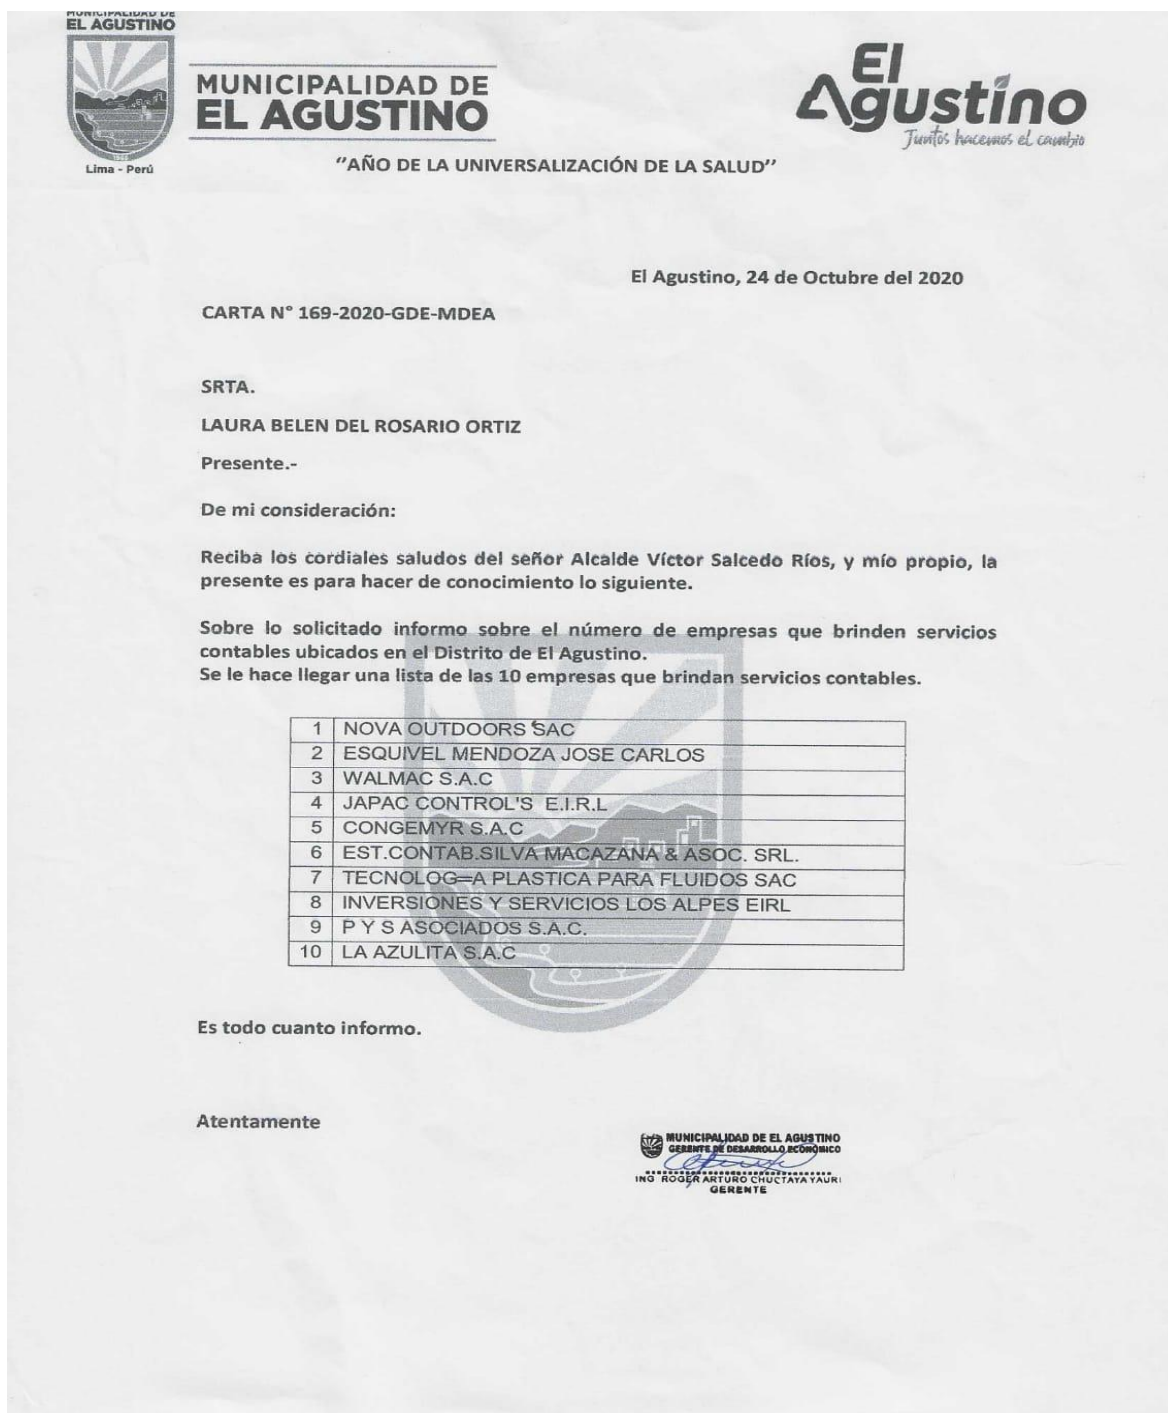 MUNICIPALIDAD DE
EL AGUSTINO
Lima - Perú
MUNICIPALIDAD DE
EL AGUSTINO
El
Agustino
Juntos hacemos el cambio
"AÑO DE LA UNIVERSALIZACIÓN DE LA SALUD"
El Agustino, 24 de Octubre del 2020
CARTA N° 169-2020-GDE-MDEA
SRTA.
LAURA BELEN DEL ROSARIO ORTIZ
Presente.-
De mi consideración:
Reciba los cordiales saludos del señor Alcalde Víctor Salcedo Ríos, y mío propio, la
presente es para hacer de conocimiento lo siguiente.
Sobre lo solicitado informo sobre el número de empresas que brinden servicios
contables ubicados en el Distrito de El Agustino.
Se le hace llegar una lista de las 10 empresas que brindan servicios contables.
1 NOVA OUTDOORS SAC
2 ESQUIVEL MENDOZA JOSE CARLOS
3 WALMAC S.A.C
4 JAPAC CONTROL'S E.I.R.L
5 CONGEMYR S.A.C
6 EST.CONTAB.SILVA MACAZANA & ASOC. SRL.
7 TECNOLOG=A PLASTICA PARA FLUIDOS SAC
8 INVERSIONES Y SERVICIOS LOS ALPES EIRL
9 P Y S ASOCIADOS S.A.C.
10 LA AZULITA S.A.C
Es todo cuanto informo.
Atentamente
MUNICIPALIDAD DE EL AGUSTINO
GERENTE DE DESARROLLO ECONOMICO
ING ROGER ARTURO CHUCTAYA YAURI
GERENTE